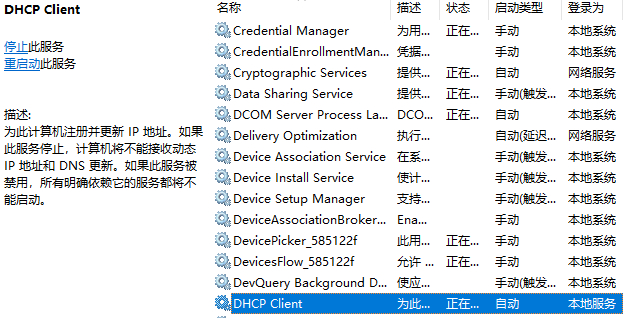 DHCP Client
停止此服务
重启动此服务
描述:
为此计算机注册并更新 IP 地址。如果
此服务停止，计算机将不能接收动态
IP 地址和 DNS 更新。如果此服务被
禁用，所有明确依赖它的服务都将不
能启动。
名称 描述 状态 启动类型 登录为
Credential Manager 为用... 正在... 手动 本地系统
CredentialEnrollmentMan... 凭据... 手动 本地系统
Cryptographic Services 提供... 正在... 自动 网络服务
Data Sharing Service 提供... 正在... 手动(触发... 本地系统
DCOM Server Process La... DCO... 正在... 自动 本地系统
Delivery Optimization 执行... 自动(延迟... 网络服务
Device Association Service 在系... 手动(触发... 本地系统
Device Install Service 使计... 手动(触发... 本地系统
Device Setup Manager 支持... 手动(触发... 本地系统
DeviceAssociationBroker... Ena... 手动 本地系统
DevicePicker_585122f 此用... 正在... 手动 本地系统
DevicesFlow_585122f 允许 ... 正在... 手动 本地系统
DevQuery Background D... 使应... 手动(触发... 本地系统
DHCP Client 为此... 正在... 自动 本地服务